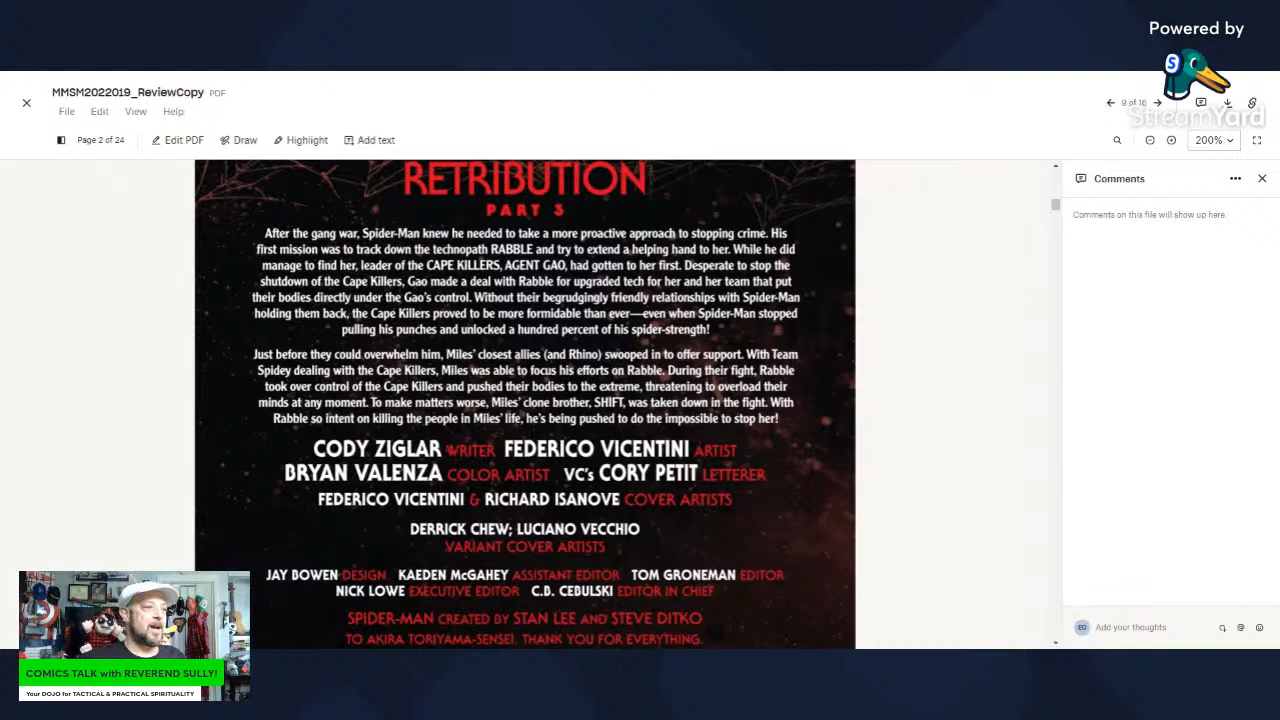 Powered by
S
StreamYard
MMSM2022019_ReviewCopy PDF
File Edit View Help
9 of 16
Page 2 of 24 Edit PDF Draw Highlight Add text
200%
Comments
Comments on this file will show up here.
RETRIBUTION
PART 3
After the gang war, Spider-Man knew he needed to take a more proactive approach to stopping crime. His
first mission was to track down the technopath RABBLE and try to extend a helping hand to her. While he did
manage to find her, leader of the CAPE KILLERS, AGENT GAO, had gotten to her first. Desperate to stop the
shutdown of the Cape Killers, Gao made a deal with Rabble for upgraded tech for her and her team that put
their bodies directly under the Gao's control. Without their begrudgingly friendly relationships with Spider-Man
holding them back, the Cape Killers proved to be more formidable than ever—even when Spider-Man stopped
pulling his punches and unlocked a hundred percent of his spider-strength!
Just before they could overwhelm him, Miles' closest allies (and Rhino) swooped in to offer support. With Team
Spidey dealing with the Cape Killers, Miles was able to focus his efforts on Rabble. During their fight, Rabble
took over control of the Cape Killers and pushed their bodies to the extreme, threatening to overload their
minds at any moment. To make matters worse, Miles' clone brother, SHIFT, was taken down in the fight. With
Rabble so intent on killing the people in Miles' life, he's being pushed to do the impossible to stop her!
CODY ZIGLAR WRITER FEDERICO VICENTINI ARTIST
BRYAN VALENZA COLOR ARTIST VC's CORY PETIT LETTERER
FEDERICO VICENTINI & RICHARD ISANOVE COVER ARTISTS
DERRICK CHEW; LUCIANO VECCHIO
VARIANT COVER ARTISTS
JAY BOWEN DESIGN KAEDEN McGAHEY ASSISTANT EDITOR TOM GRONEMAN EDITOR
NICK LOWE EXECUTIVE EDITOR C.B. CEBULSKI EDITOR IN CHIEF
SPIDER-MAN CREATED BY STAN LEE AND STEVE DITKO
TO AKIRA TORIYAMA-SENSEI. THANK YOU FOR EVERYTHING.
EG Add your thoughts
COMICS TALK with REVEREND SULLY!
Your DOJO for TACTICAL & PRACTICAL SPIRITUALITY